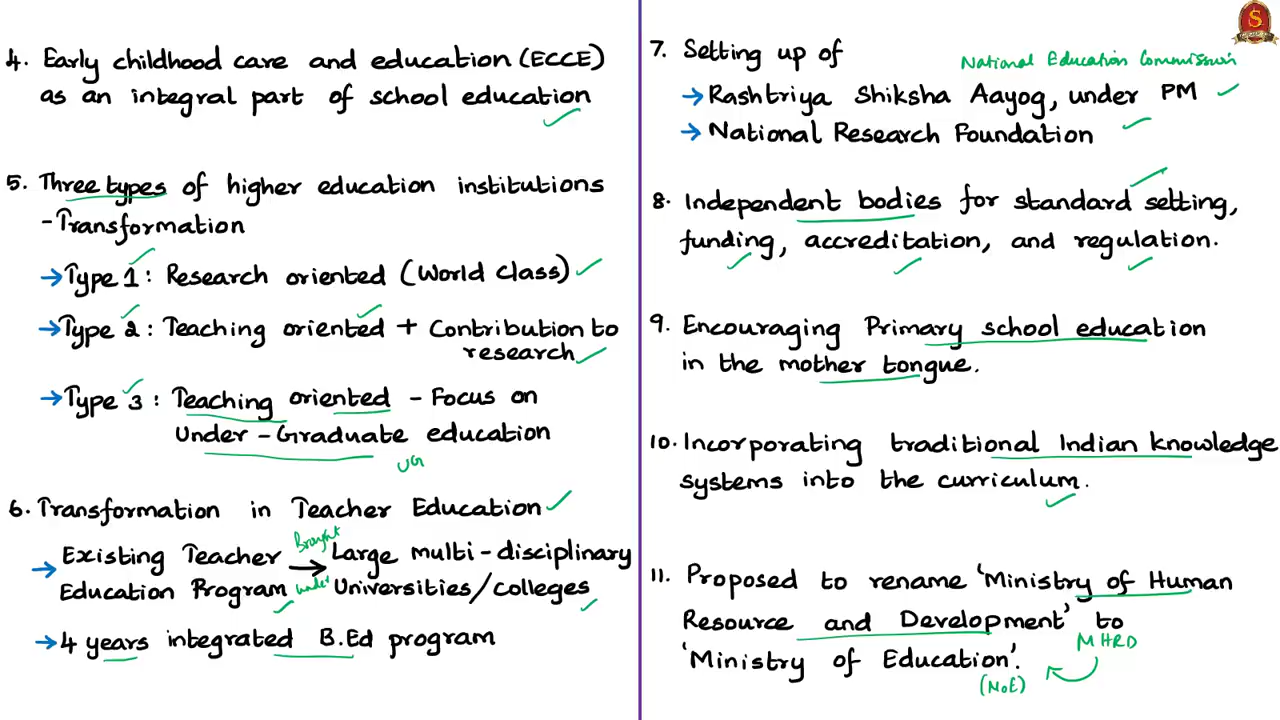 4. Early childhood care and education (ECCE)
as an integral part of school education
5. Three types of higher education institutions
- Transformation
→ Type 1 : Research oriented (World class)
→ Type 2 : Teaching oriented + Contribution to
research
→ Type 3 : Teaching oriented - Focus on
Under - Graduate education
UG
6. Transformation in Teacher Education
→ Existing Teacher Brought → Large multi-disciplinary
Education Program under Universities/colleges
→ 4 years integrated B.Ed program
7. Setting up of
National Education Commission
→ Rashtriya Shiksha Aayog, under PM
→ National Research Foundation
8. Independent bodies for standard setting,
funding, accreditation, and regulation.
9. Encouraging Primary school education
in the mother tongue.
10. Incorporating traditional Indian knowledge
systems into the curriculum.
11. Proposed to rename 'Ministry of Human
Resource and Development' to
MHRD
'Ministry of Education'.
(MoE)